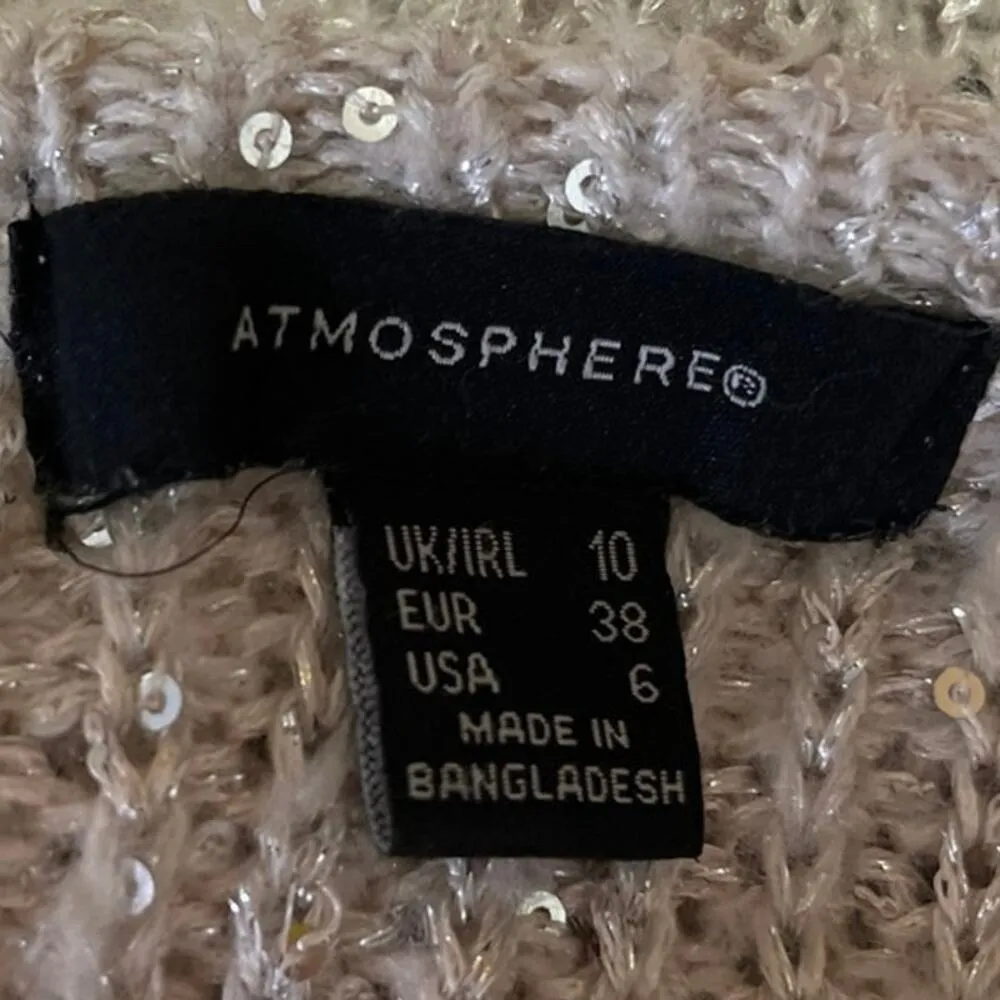 ATMOSPHERE®
UK/IRL 10
EUR 38
USA 6
MADE IN
BANGLADESH